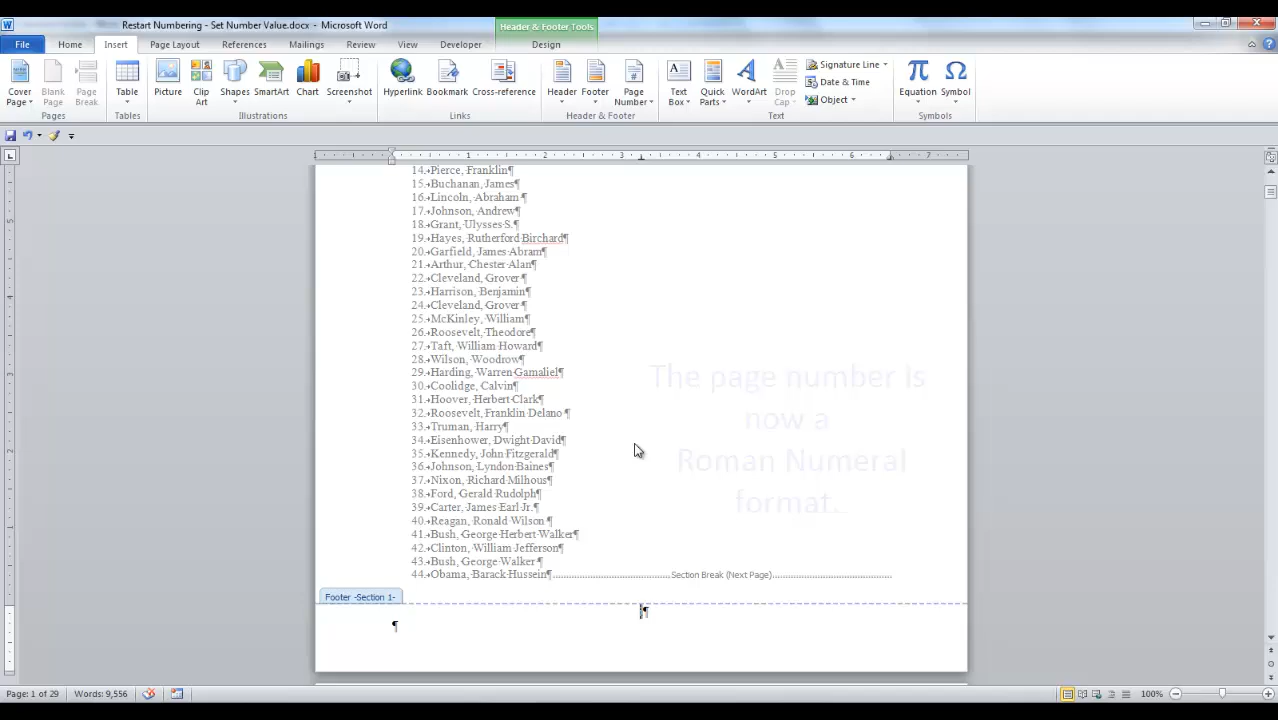 Restart Numbering - Set Number Value.docx - Microsoft Word
Header & Footer Tools
File Home Insert Page Layout References Mailings Review View Developer Design
Cover Page Blank Page Page Break Table Picture Clip Art Shapes SmartArt Chart Screenshot Hyperlink Bookmark Cross-reference Header Footer Page Number Text Box Quick Parts WordArt Drop Cap Signature Line Date & Time Object Equation Symbol
Pages Tables Illustrations Links Header & Footer Text Symbols
1 1 2 3 4 5 6 7
14. Pierce, Franklin¶
15. Buchanan, James¶
16. Lincoln, Abraham ¶
17. Johnson, Andrew¶
18. Grant, Ulysses S.¶
19. Hayes, Rutherford Birchard¶
20. Garfield, James Abram¶
21. Arthur, Chester Alan¶
22. Cleveland, Grover ¶
23. Harrison, Benjamin¶
24. Cleveland, Grover ¶
25. McKinley, William¶
26. Roosevelt, Theodore¶
27. Taft, William Howard¶
28. Wilson, Woodrow¶
29. Harding, Warren Gamaliel¶
30. Coolidge, Calvin¶
31. Hoover, Herbert Clark¶
32. Roosevelt, Franklin Delano ¶
33. Truman, Harry¶
34. Eisenhower, Dwight David¶
35. Kennedy, John Fitzgerald¶
36. Johnson, Lyndon Baines¶
37. Nixon, Richard Milhous¶
38. Ford, Gerald Rudolph¶
39. Carter, James Earl Jr.¶
40. Reagan, Ronald Wilson ¶
41. Bush, George Herbert Walker¶
42. Clinton, William Jefferson¶
43. Bush, George Walker ¶
44. Obama, Barack Hussein¶ Section Break (Next Page)
The page number is
now a
Roman Numeral
format.
Footer -Section 1-
¶
¶
Page: 1 of 29 Words: 9,556 100%